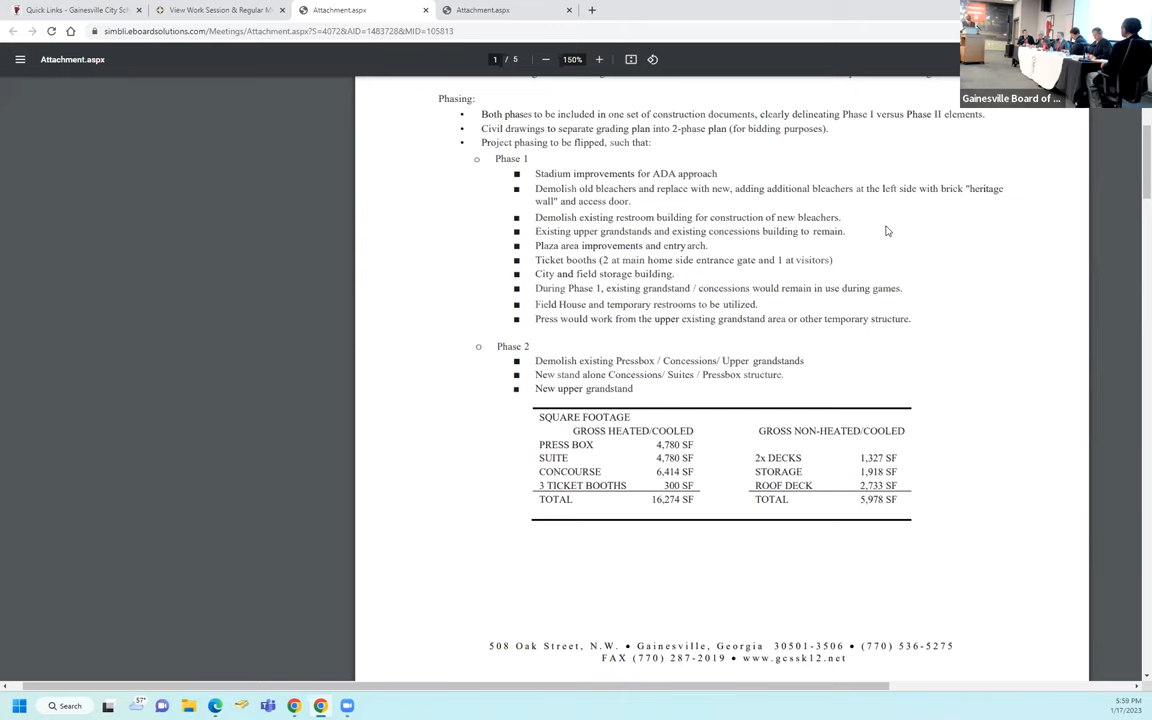 Quick Links - Gainesville City Sch
View Work Session & Regular M
Attachment.aspx
Attachment.aspx
simbli.eboardsolutions.com/Meetings/Attachment.aspx?S=4072&AID=1483728&MID=105813
Attachment.aspx
1 / 5
150%
Gainesville Board of ...
Phasing:
• Both phases to be included in one set of construction documents, clearly delineating Phase I versus Phase II elements.
• Civil drawings to separate grading plan into 2-phase plan (for bidding purposes).
• Project phasing to be flipped, such that:
o Phase 1
■ Stadium improvements for ADA approach
■ Demolish old bleachers and replace with new, adding additional bleachers at the left side with brick "heritage
wall" and access door.
■ Demolish existing restroom building for construction of new bleachers.
■ Existing upper grandstands and existing concessions building to remain.
■ Plaza area improvements and entry arch.
■ Ticket booths (2 at main home side entrance gate and 1 at visitors)
■ City and field storage building.
■ During Phase 1, existing grandstand / concessions would remain in use during games.
■ Field House and temporary restrooms to be utilized.
■ Press would work from the upper existing grandstand area or other temporary structure.
o Phase 2
■ Demolish existing Pressbox / Concessions/ Upper grandstands
■ New stand alone Concessions/ Suites / Pressbox structure.
■ New upper grandstand
SQUARE FOOTAGE
GROSS HEATED/COOLED GROSS NON-HEATED/COOLED
PRESS BOX 4,780 SF
SUITE 4,780 SF 2x DECKS 1,327 SF
CONCOURSE 6,414 SF STORAGE 1,918 SF
3 TICKET BOOTHS 300 SF ROOF DECK 2,733 SF
TOTAL 16,274 SF TOTAL 5,978 SF
508 Oak Street, N.W. • Gainesville, Georgia 30501-3506 • (770) 536-5275
FAX (770) 287-2019 • www.gcssk12.net
Search
57°
5:59 PM
1/17/2023